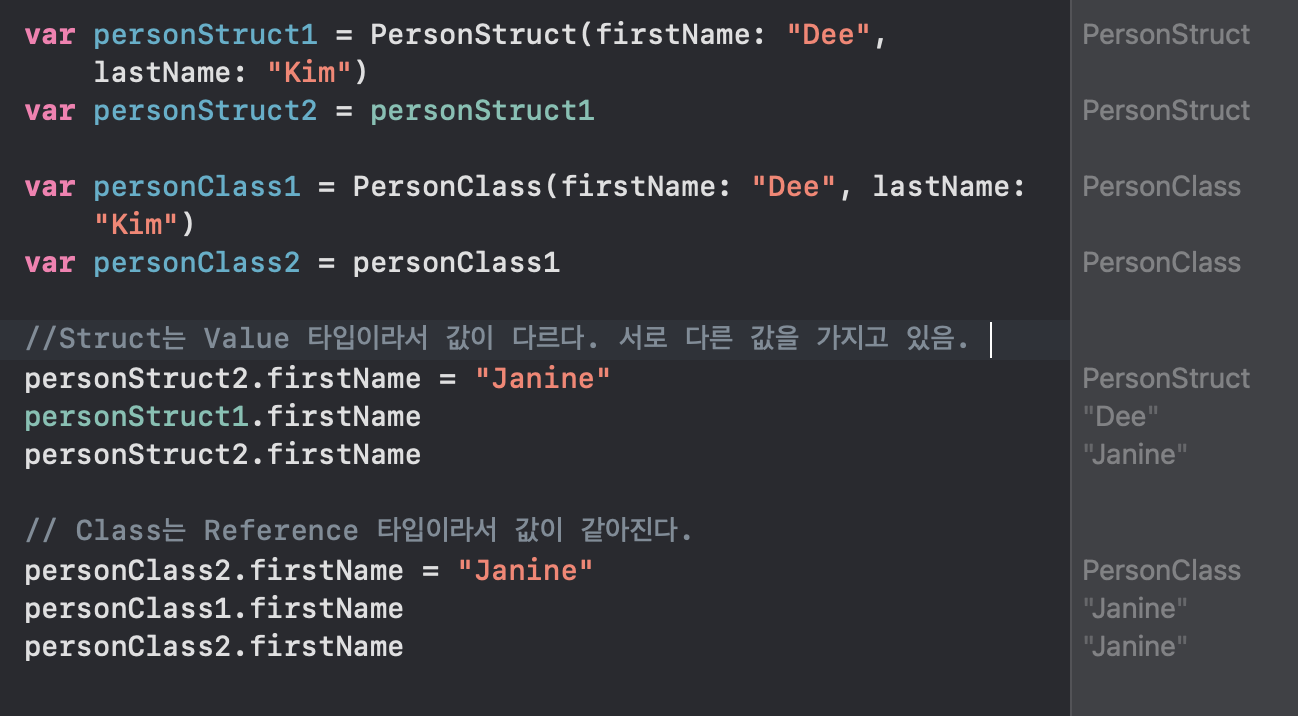 var personStruct1 = PersonStruct(firstName: "Dee", PersonStruct
lastName: "Kim")
var personStruct2 = personStruct1 PersonStruct
var personClass1 = PersonClass(firstName: "Dee", lastName: PersonClass
"Kim")
var personClass2 = personClass1 PersonClass
//Struct는 Value 타입이라서 값이 다르다. 서로 다른 값을 가지고 있음.
personStruct2.firstName = "Janine" PersonStruct
personStruct1.firstName "Dee"
personStruct2.firstName "Janine"
// Class는 Reference 타입이라서 값이 같아진다.
personClass2.firstName = "Janine" PersonClass
personClass1.firstName "Janine"
personClass2.firstName "Janine"